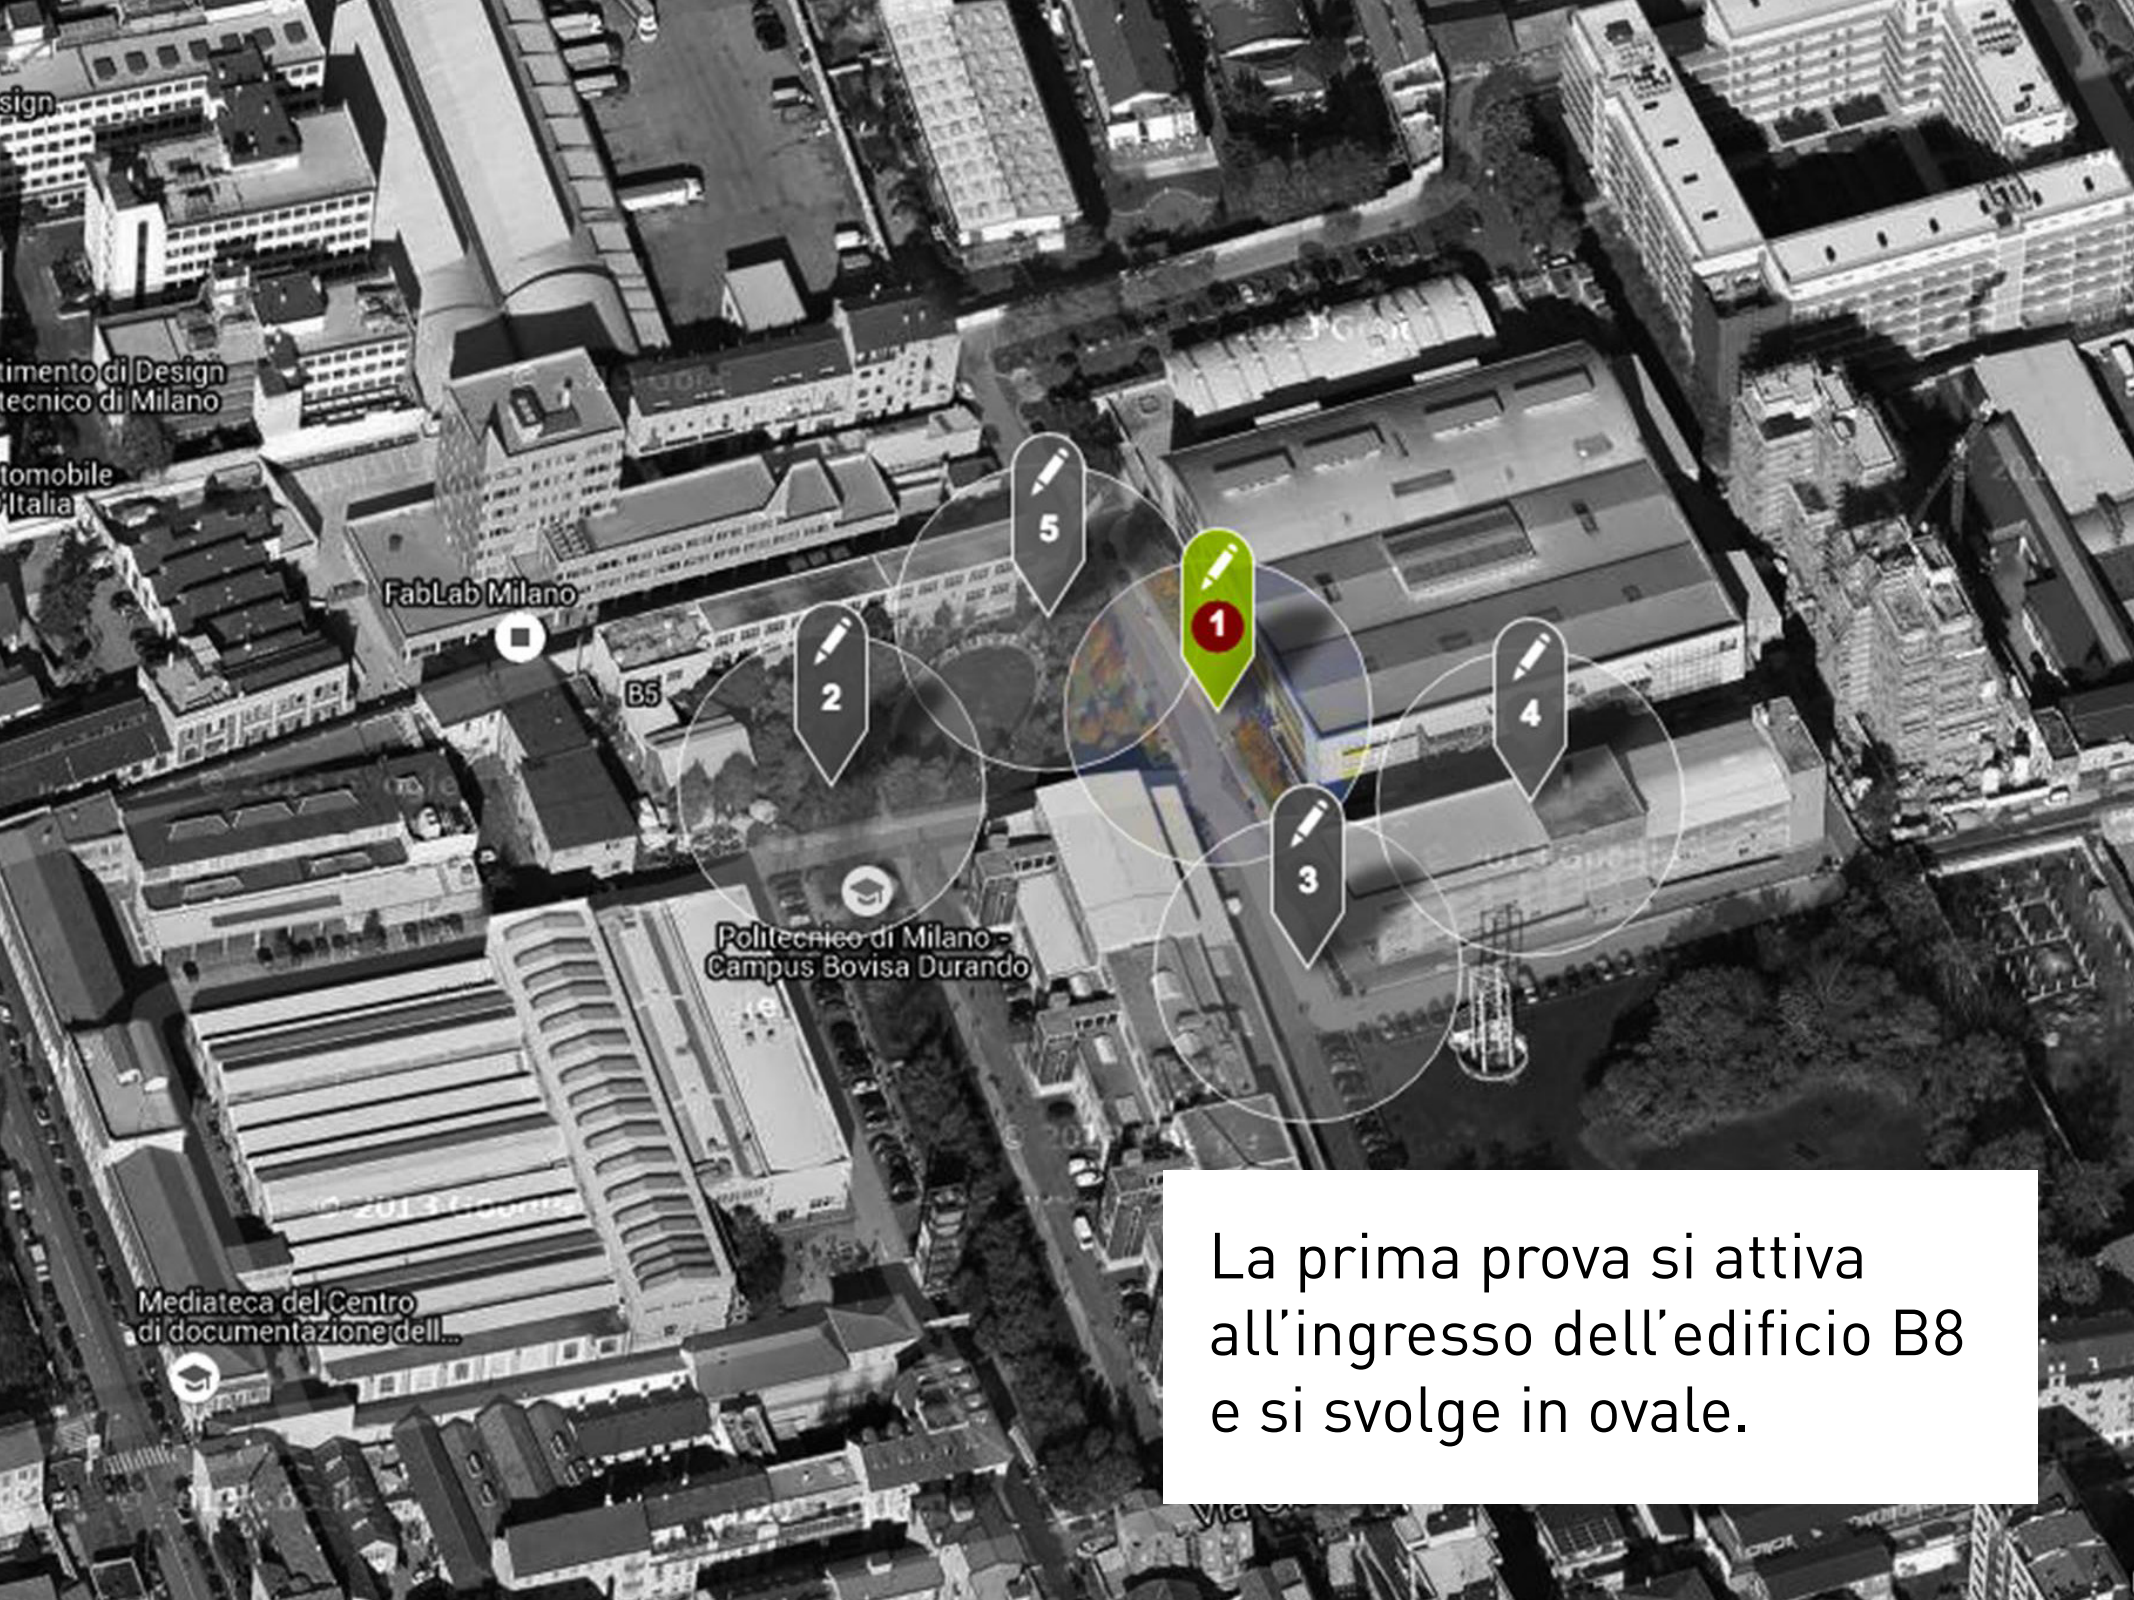 sign
timento di Design
tecnico di Milano
tomobile
'Italia
5
1
FabLab Milano
B5
2
4
3
Politecnico di Milano -
Campus Bovisa Durando
© 2013 Google
Mediateca del Centro
di documentazione dell...
La prima prova si attiva
all'ingresso dell'edificio B8
e si svolge in ovale.